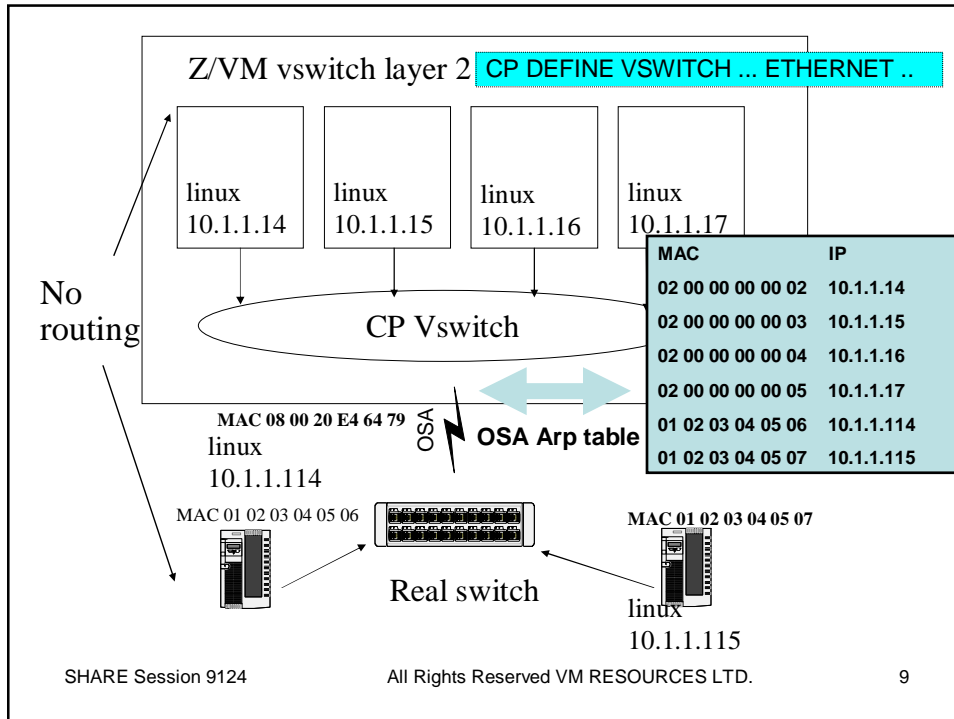 Z/VM vswitch layer 2
CP DEFINE VSWITCH ... ETHERNET ..
linux
10.1.1.14
linux
10.1.1.15
linux
10.1.1.16
linux
10.1.1.17
No
routing
CP Vswitch
MAC IP
02 00 00 00 00 02 10.1.1.14
02 00 00 00 00 03 10.1.1.15
02 00 00 00 00 04 10.1.1.16
02 00 00 00 00 05 10.1.1.17
01 02 03 04 05 06 10.1.1.114
01 02 03 04 05 07 10.1.1.115
MAC 08 00 20 E4 64 79
OSA
OSA Arp table
linux
10.1.1.114
MAC 01 02 03 04 05 06
MAC 01 02 03 04 05 07
Real switch
linux
10.1.1.115
SHARE Session 9124
All Rights Reserved VM RESOURCES LTD.
9